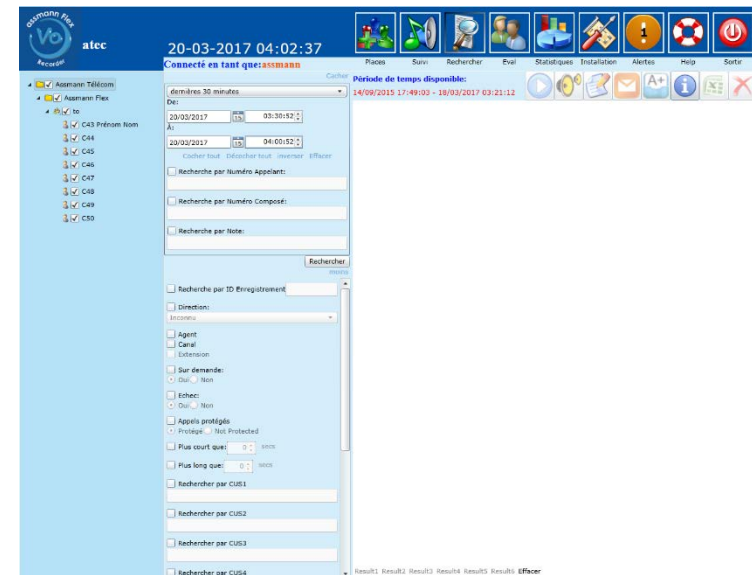 assmann Flex
Vo
Recorder
atec
20-03-2017 04:02:37
Connecté en tant que:assmann
Places Suivi Rechercher Eval Statistiques Installation Alertes Help Sortir
Cacher
Période de temps disponible:
14/09/2015 17:49:03 - 18/03/2017 03:21:12
Assmann Télécom
Assmann Flex
to
C43 Prénom Nom
C44
C45
C46
C47
C48
C49
C50
dernières 30 minutes
De:
20/03/2017 15 03:30:52
À:
20/03/2017 15 04:00:52
Cocher tout Décocher tout inverser Effacer
Recherche par Numéro Appelant:
Recherche par Numéro Composé:
Recherche par Note:
Rechercher
moins
Recherche par ID Enregistrement
Direction:
Inconnu
Agent
Canal
Extension
Sur demande:
Oui Non
Echec:
Oui Non
Appels protégés
Protégé Not Protected
Plus court que: 0 secs
Plus long que: 0 secs
Rechercher par CUS1
Rechercher par CUS2
Rechercher par CUS3
Rechercher par CUS4
A+
Result1 Result2 Result3 Result4 Result5 Result6 Effacer